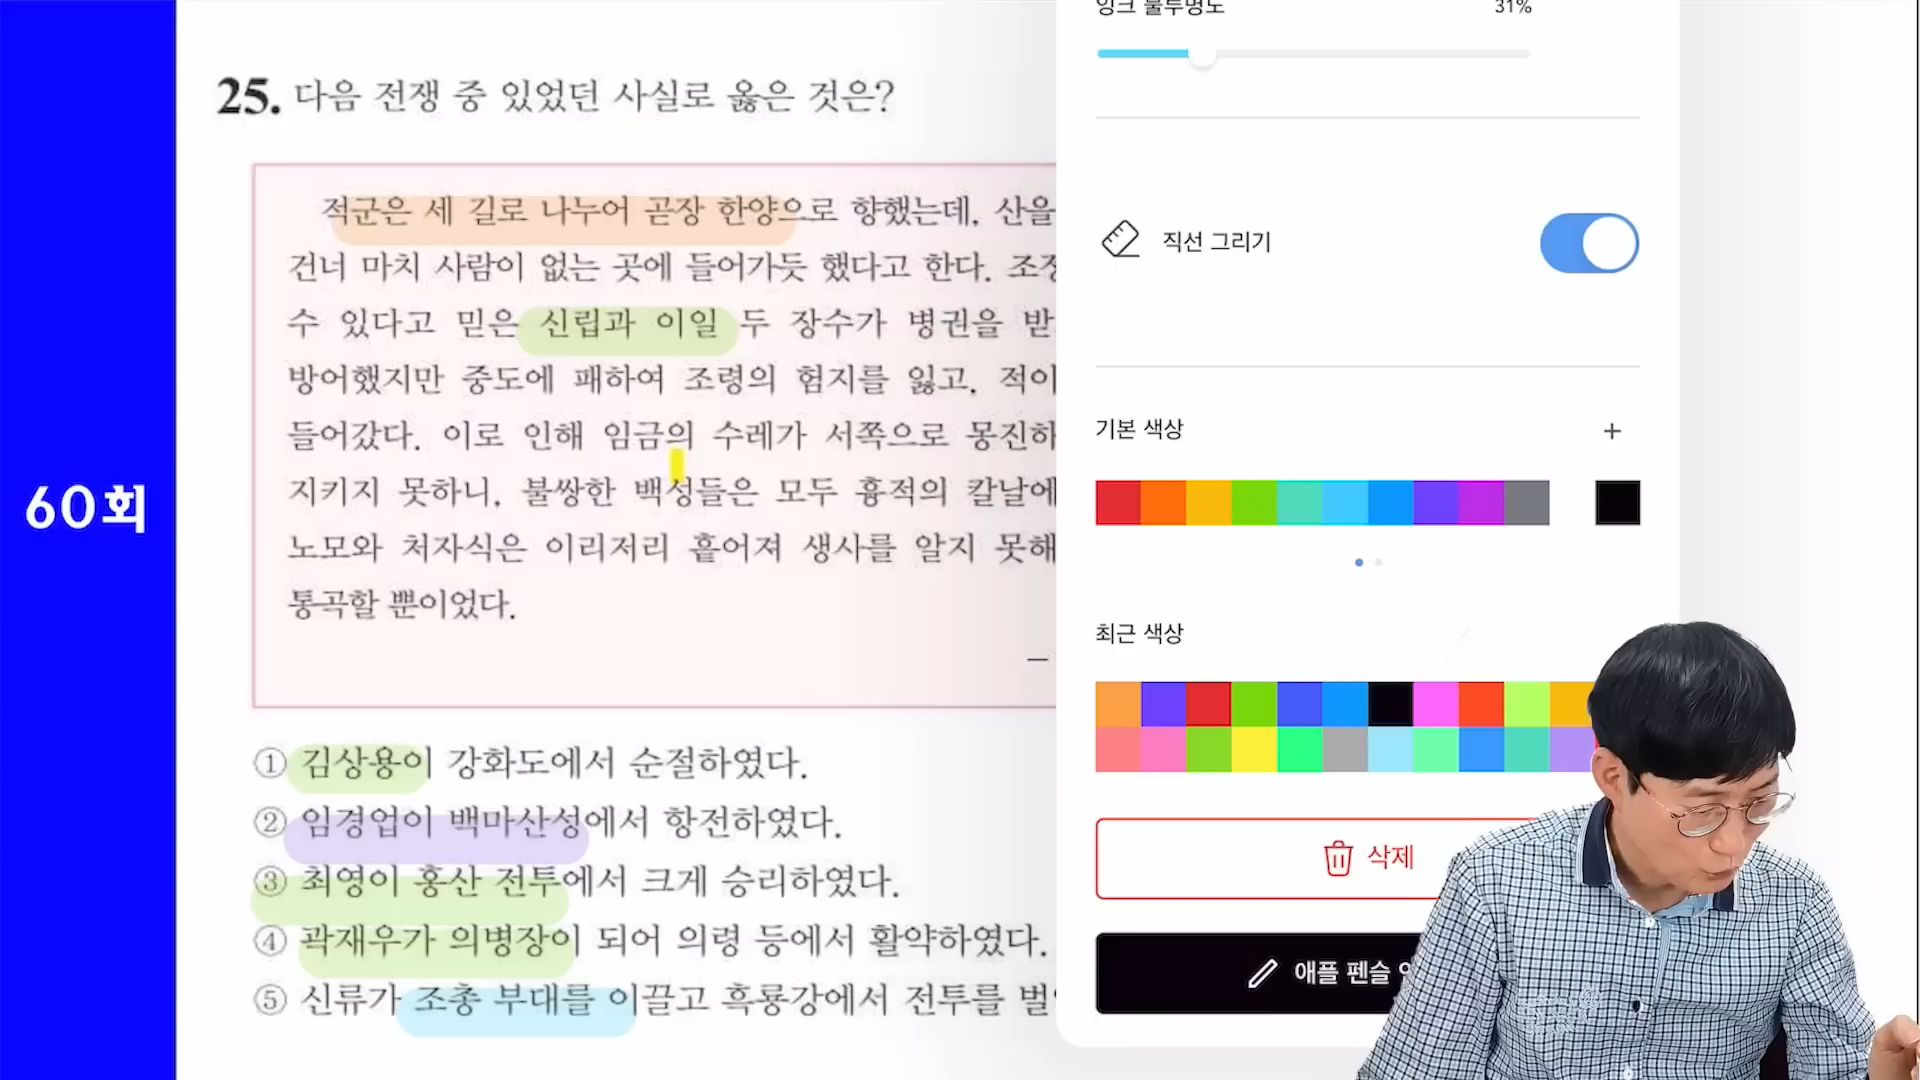 60회
25. 다음 전쟁 중 있었던 사실로 옳은 것은?
적군은 세 길로 나누어 곧장 한양으로 향했는데, 산을
건너 마치 사람이 없는 곳에 들어가듯 했다고 한다. 조정
수 있다고 믿은 신립과 이일 두 장수가 병권을 받
방어했지만 중도에 패하여 조령의 험지를 잃고, 적이
들어갔다. 이로 인해 임금의 수레가 서쪽으로 몽진하
지키지 못하니, 불쌍한 백성들은 모두 흉적의 칼날에
노모와 처자식은 이리저리 흩어져 생사를 알지 못해
통곡할 뿐이었다.
–
① 김상용이 강화도에서 순절하였다.
② 임경업이 백마산성에서 항전하였다.
③ 최영이 홍산 전투에서 크게 승리하였다.
④ 곽재우가 의병장이 되어 의령 등에서 활약하였다.
⑤ 신류가 조총 부대를 이끌고 흑룡강에서 전투를 벌
잉크 불투명도 31%
직선 그리기
기본 색상 +
최근 색상
삭제
애플 펜슬